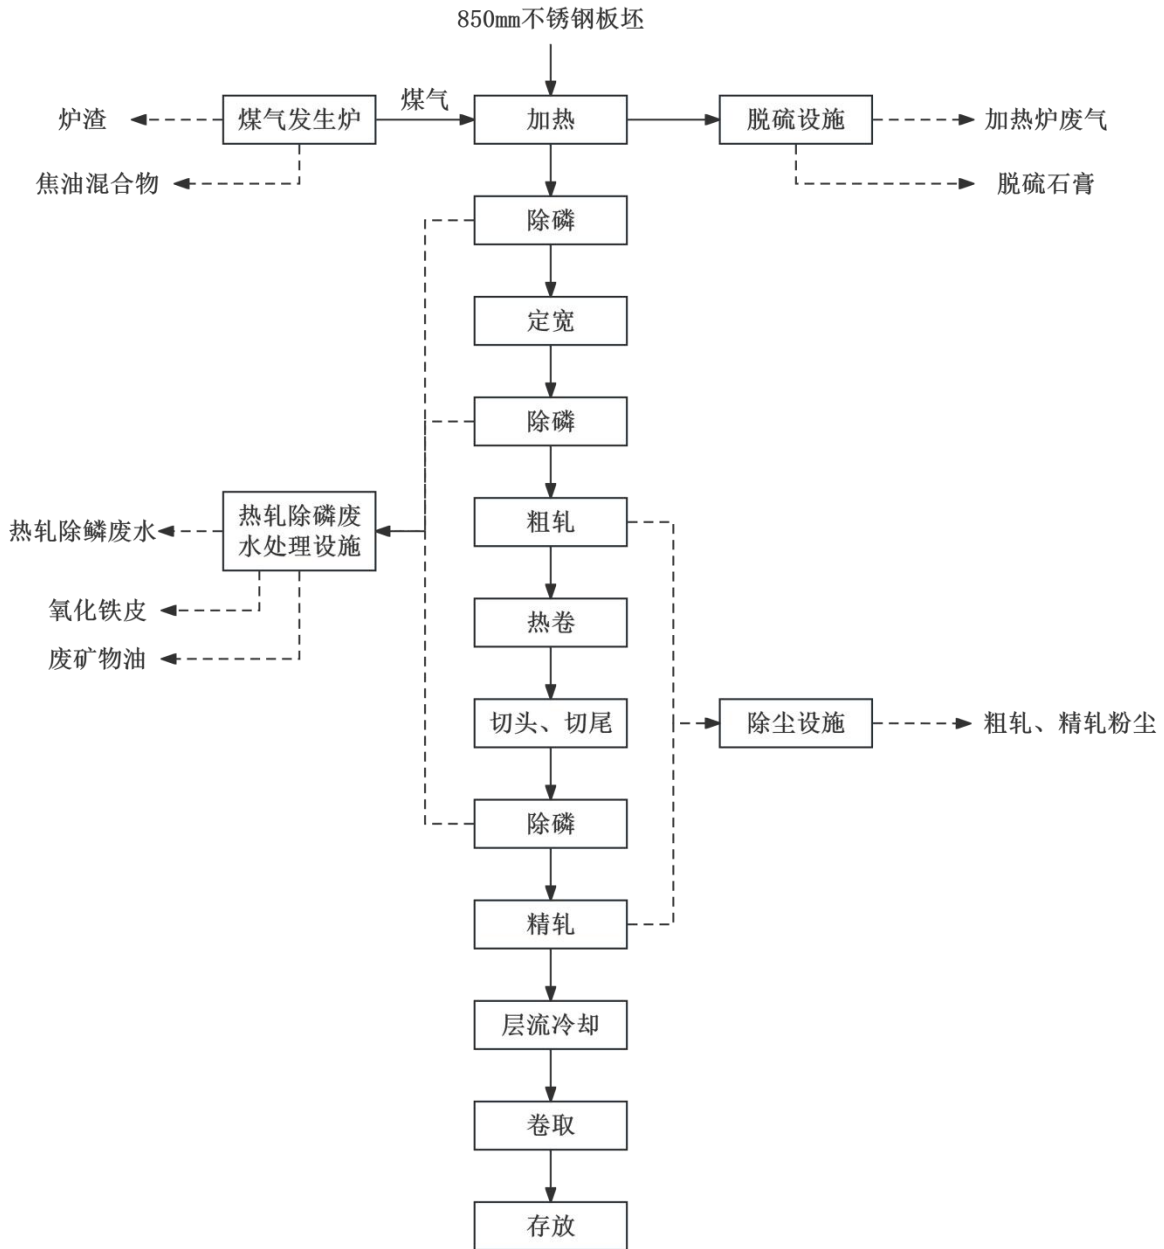 850mm不锈钢板坯
炉渣
煤气发生炉
煤气
加热
脱硫设施
加热炉废气
焦油混合物
脱硫石膏
除磷
定宽
除磷
热轧除鳞废水
热轧除磷废
水处理设施
粗轧
氧化铁皮
热卷
废矿物油
切头、切尾
除尘设施
粗轧、精轧粉尘
除磷
精轧
层流冷却
卷取
存放